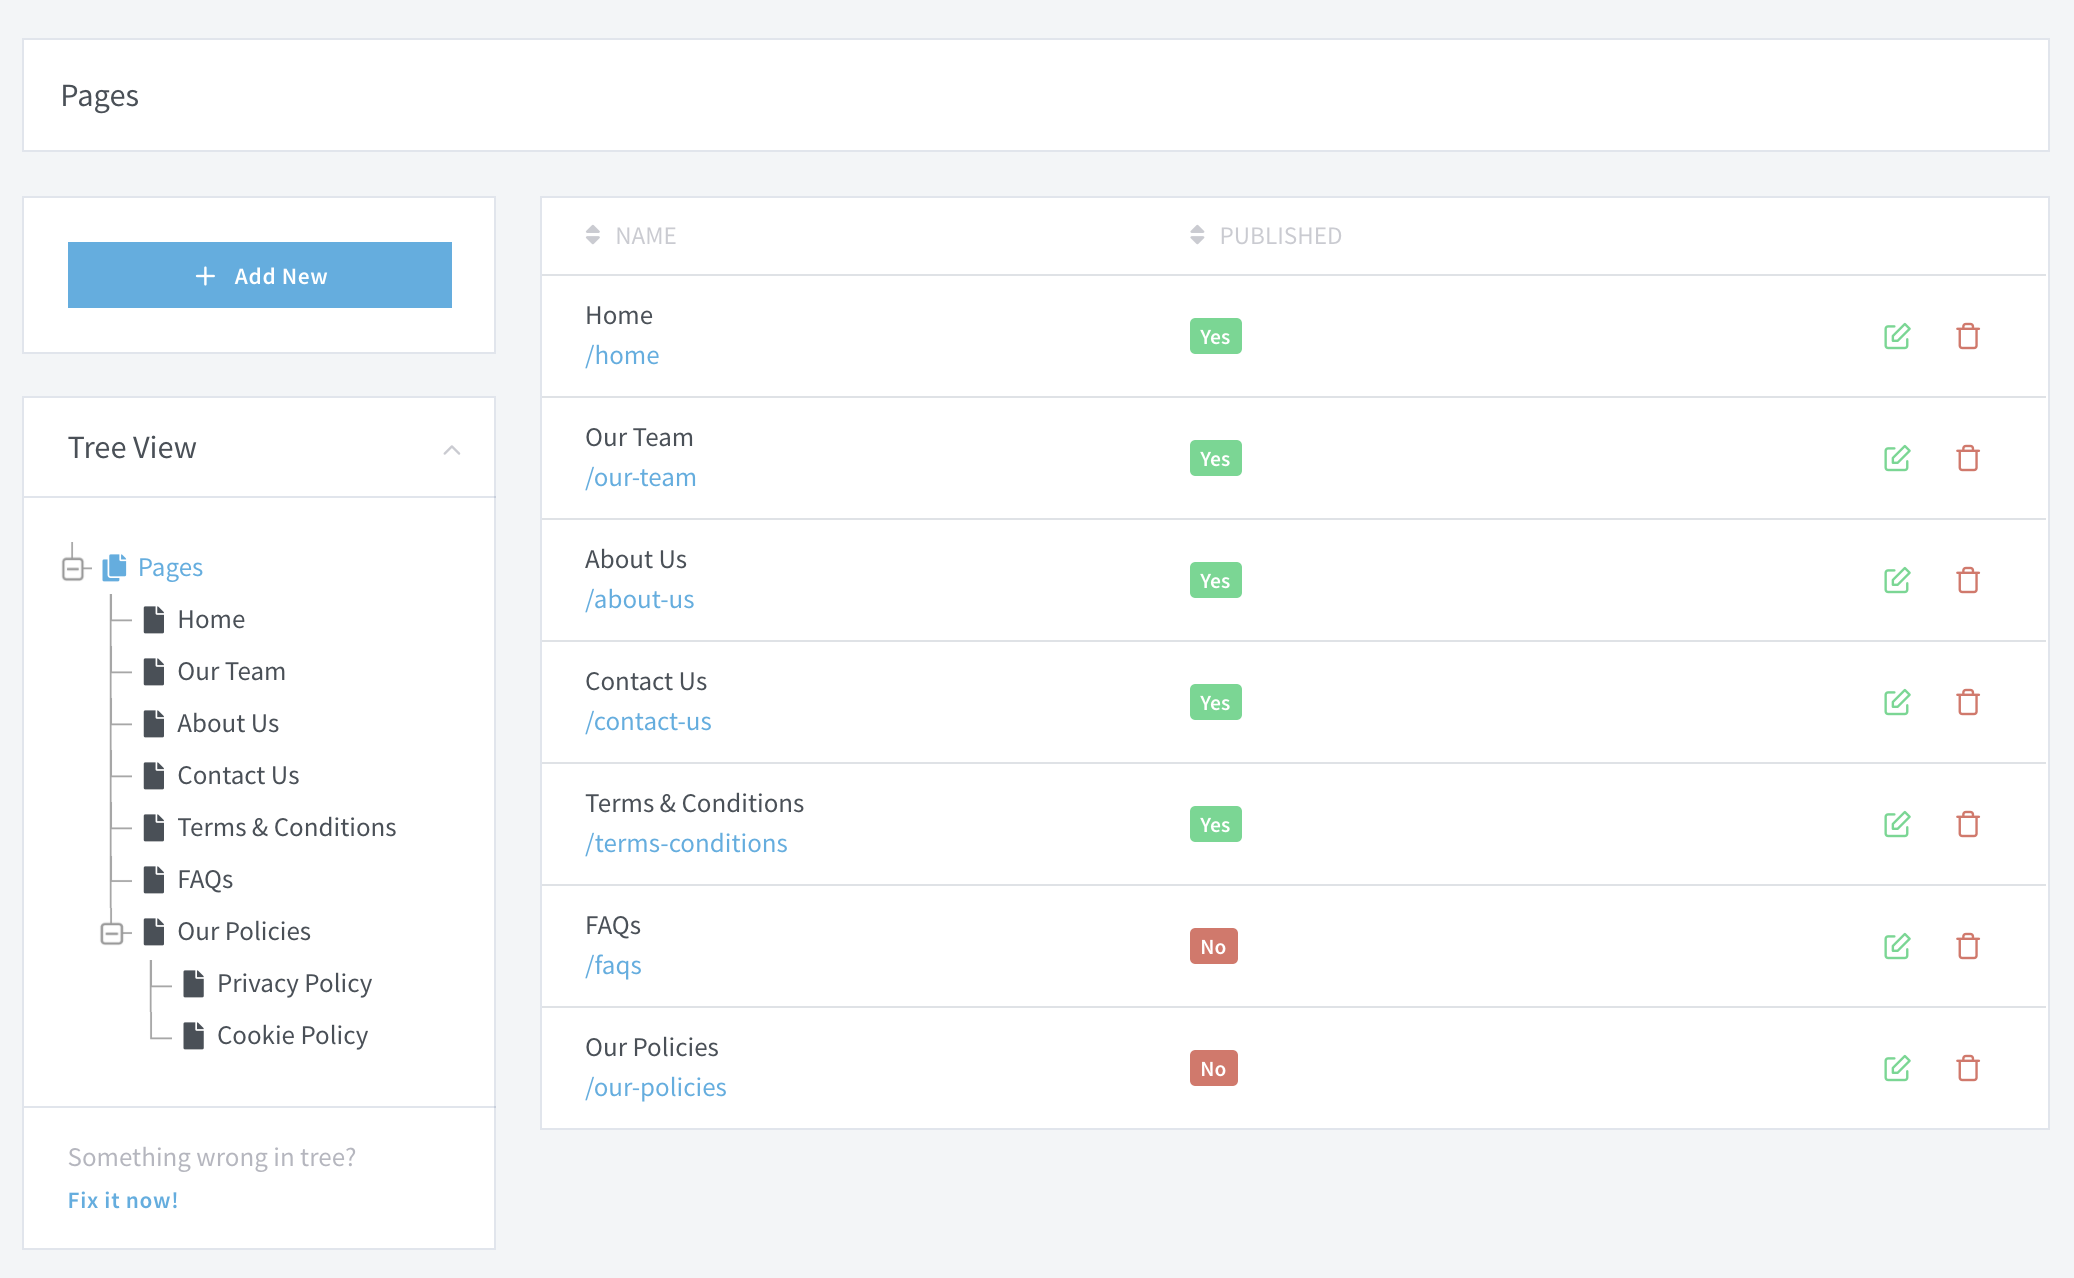 Pages
Add New
Tree View
Pages
Home
Our Team
About Us
Contact Us
Terms & Conditions
FAQs
Our Policies
Privacy Policy
Cookie Policy
Something wrong in tree?
Fix it now!
NAME PUBLISHED
Home
/home
Yes
Our Team
/our-team
Yes
About Us
/about-us
Yes
Contact Us
/contact-us
Yes
Terms & Conditions
/terms-conditions
Yes
FAQs
/faqs
No
Our Policies
/our-policies
No